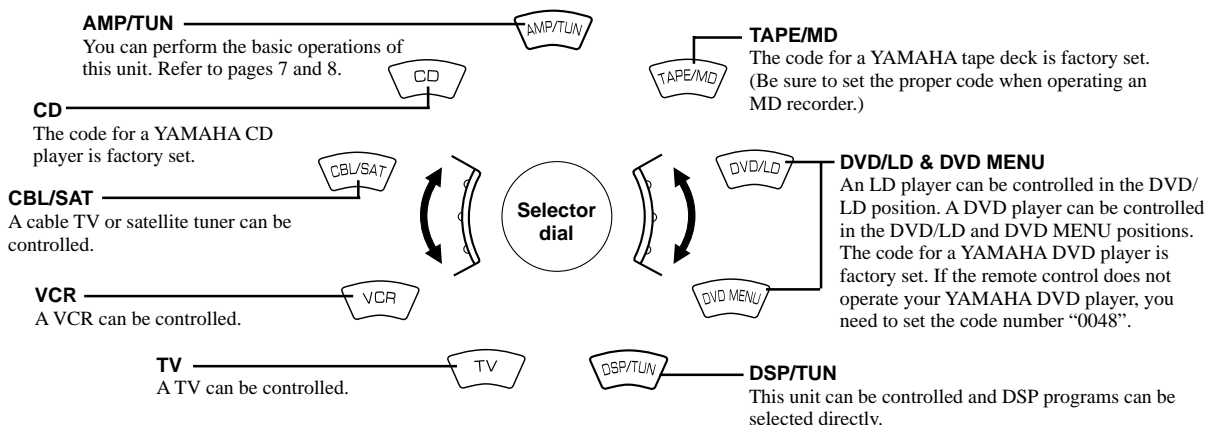 AMP/TUN
You can perform the basic operations of
this unit. Refer to pages 7 and 8.
AMP/TUN
TAPE/MD
The code for a YAMAHA tape deck is factory set.
(Be sure to set the proper code when operating an
MD recorder.)
TAPE/MD
CD
CD
The code for a YAMAHA CD
player is factory set.
CBL/SAT
CBL/SAT
A cable TV or satellite tuner can be
controlled.
Selector
dial
DVD/LD
DVD/LD & DVD MENU
An LD player can be controlled in the DVD/
LD position. A DVD player can be controlled
in the DVD/LD and DVD MENU positions.
The code for a YAMAHA DVD player is
factory set. If the remote control does not
operate your YAMAHA DVD player, you
need to set the code number “0048”.
DVD MENU
VCR
VCR
A VCR can be controlled.
TV
TV
A TV can be controlled.
DSP/TUN
DSP/TUN
This unit can be controlled and DSP programs can be
selected directly.